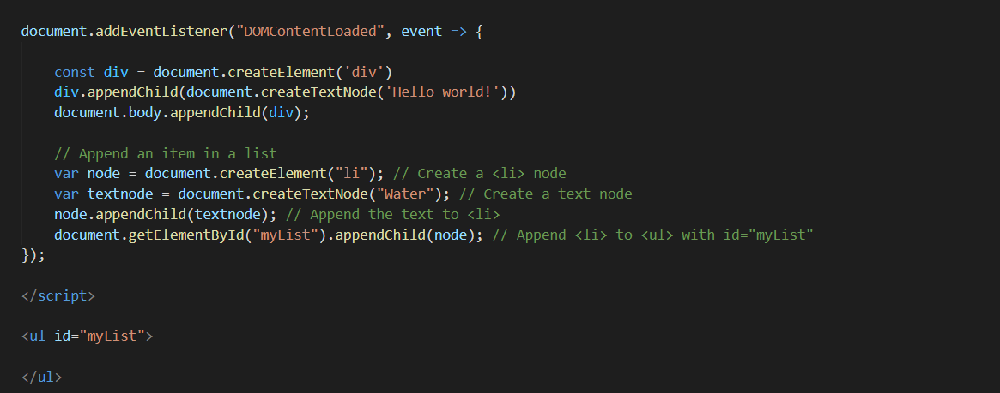 document.addEventListener("DOMContentLoaded", event => {
const div = document.createElement('div')
div.appendChild(document.createTextNode('Hello world!'))
document.body.appendChild(div);
// Append an item in a list
var node = document.createElement("li"); // Create a <li> node
var textnode = document.createTextNode("Water"); // Create a text node
node.appendChild(textnode); // Append the text to <li>
document.getElementById("myList").appendChild(node); // Append <li> to <ul> with id="myList"
});
</script>
<ul id="myList">
</ul>